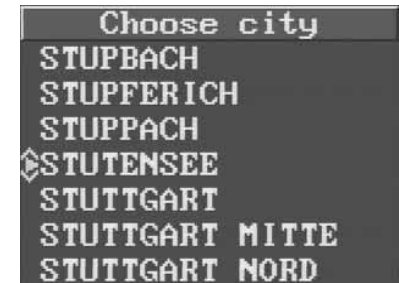 Choose city
STUPBACH
STUPFERICH
STUPPACH
STUTENSEE
STUTTGART
STUTTGART MITTE
STUTTGART NORD